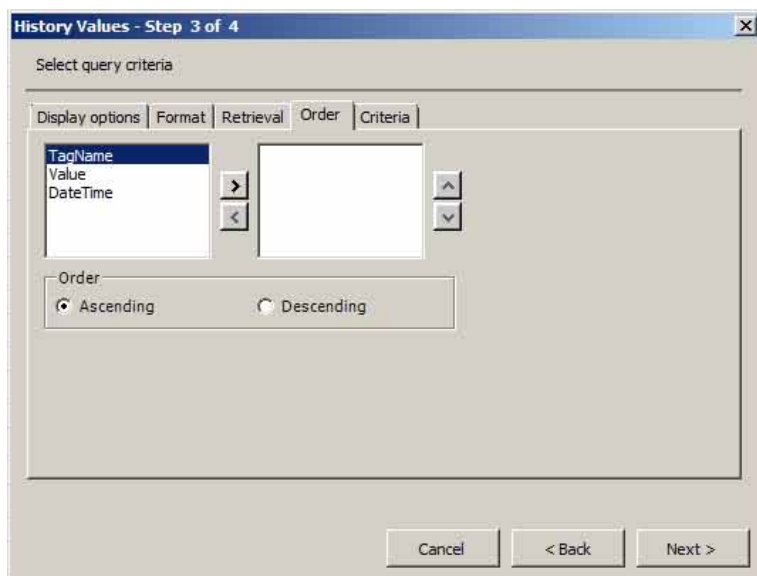 History Values - Step 3 of 4
Select query criteria
Display options Format Retrieval Order Criteria
TagName
Value
DateTime
Order
Ascending Descending
Cancel < Back Next >